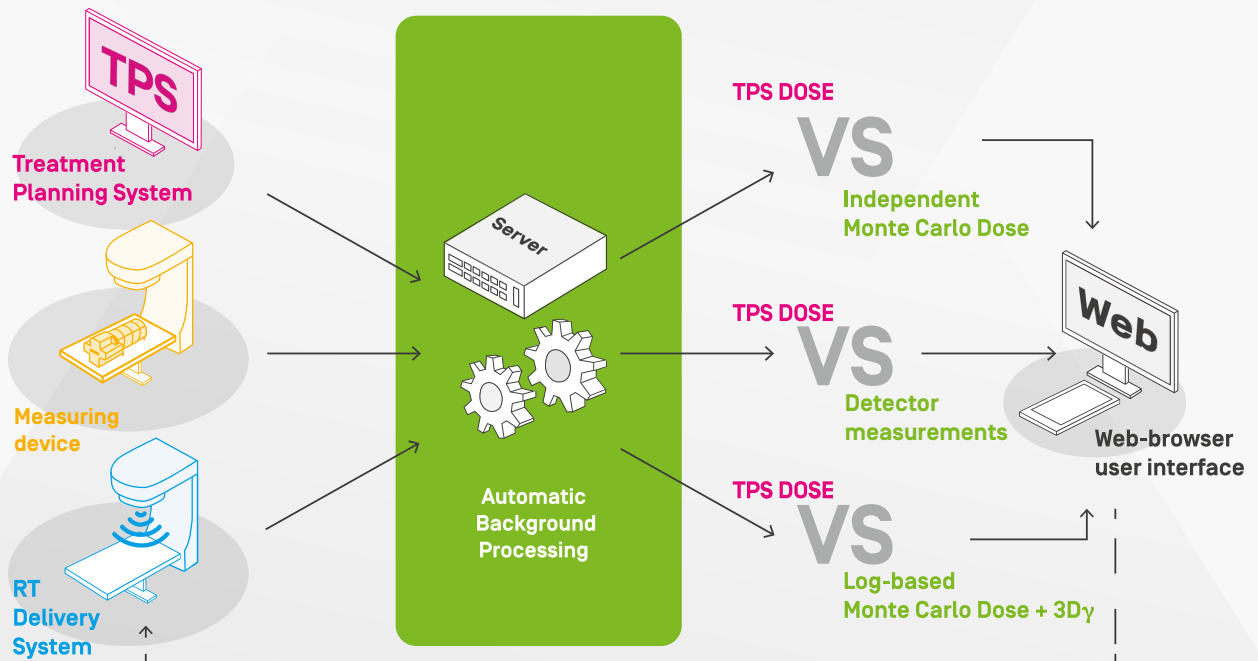 TPS
Treatment
Planning System
Measuring
device
RT
Delivery
System
Server
Automatic
Background
Processing
TPS DOSE
VS
Independent
Monte Carlo Dose
TPS DOSE
VS
Detector
measurements
TPS DOSE
VS
Log-based
Monte Carlo Dose + 3Dγ
Web
Web-browser
user interface